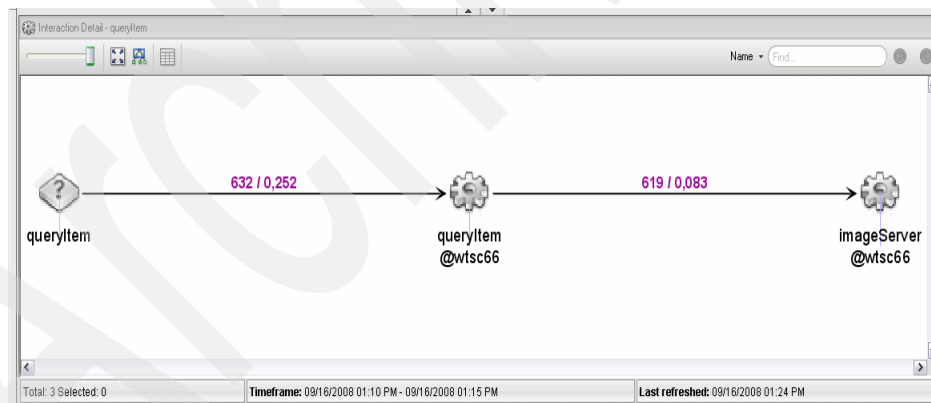 Interaction Detail - queryItem
Name Find...
632 / 0,252
619 / 0,083
queryItem
queryItem
@wtsc66
imageServer
@wtsc66
Total: 3 Selected: 0
Timeframe: 09/16/2008 01:10 PM - 09/16/2008 01:15 PM
Last refreshed: 09/16/2008 01:24 PM